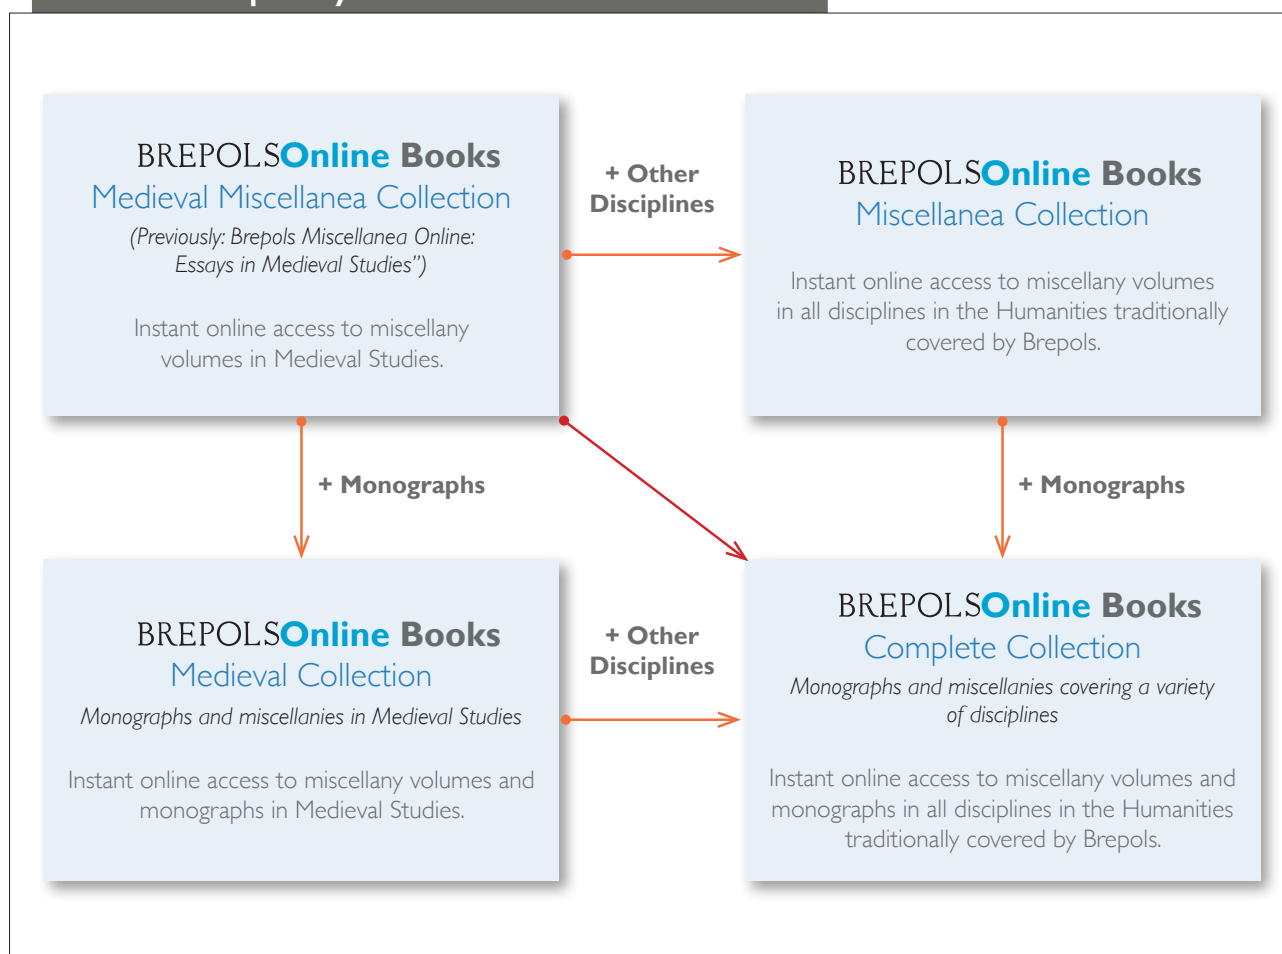 BREPOLSOnline Books
Medieval Miscellanea Collection
(Previously: Brepols Miscellanea Online:
Essays in Medieval Studies”)
Instant online access to miscellany
volumes in Medieval Studies.
+ Other
Disciplines
BREPOLSOnline Books
Miscellanea Collection
Instant online access to miscellany volumes
in all disciplines in the Humanities traditionally
covered by Brepols.
+ Monographs
+ Monographs
BREPOLSOnline Books
Medieval Collection
Monographs and miscellanies in Medieval Studies
Instant online access to miscellany volumes and
monographs in Medieval Studies.
+ Other
Disciplines
BREPOLSOnline Books
Complete Collection
Monographs and miscellanies covering a variety
of disciplines
Instant online access to miscellany volumes and
monographs in all disciplines in the Humanities
traditionally covered by Brepols.